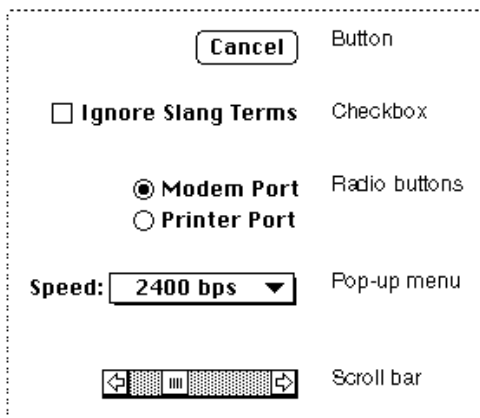 Cancel Button
Ignore Slang Terms Checkbox
Modem Port Radio buttons
Printer Port
Speed: 2400 bps Pop-up menu
Scroll bar